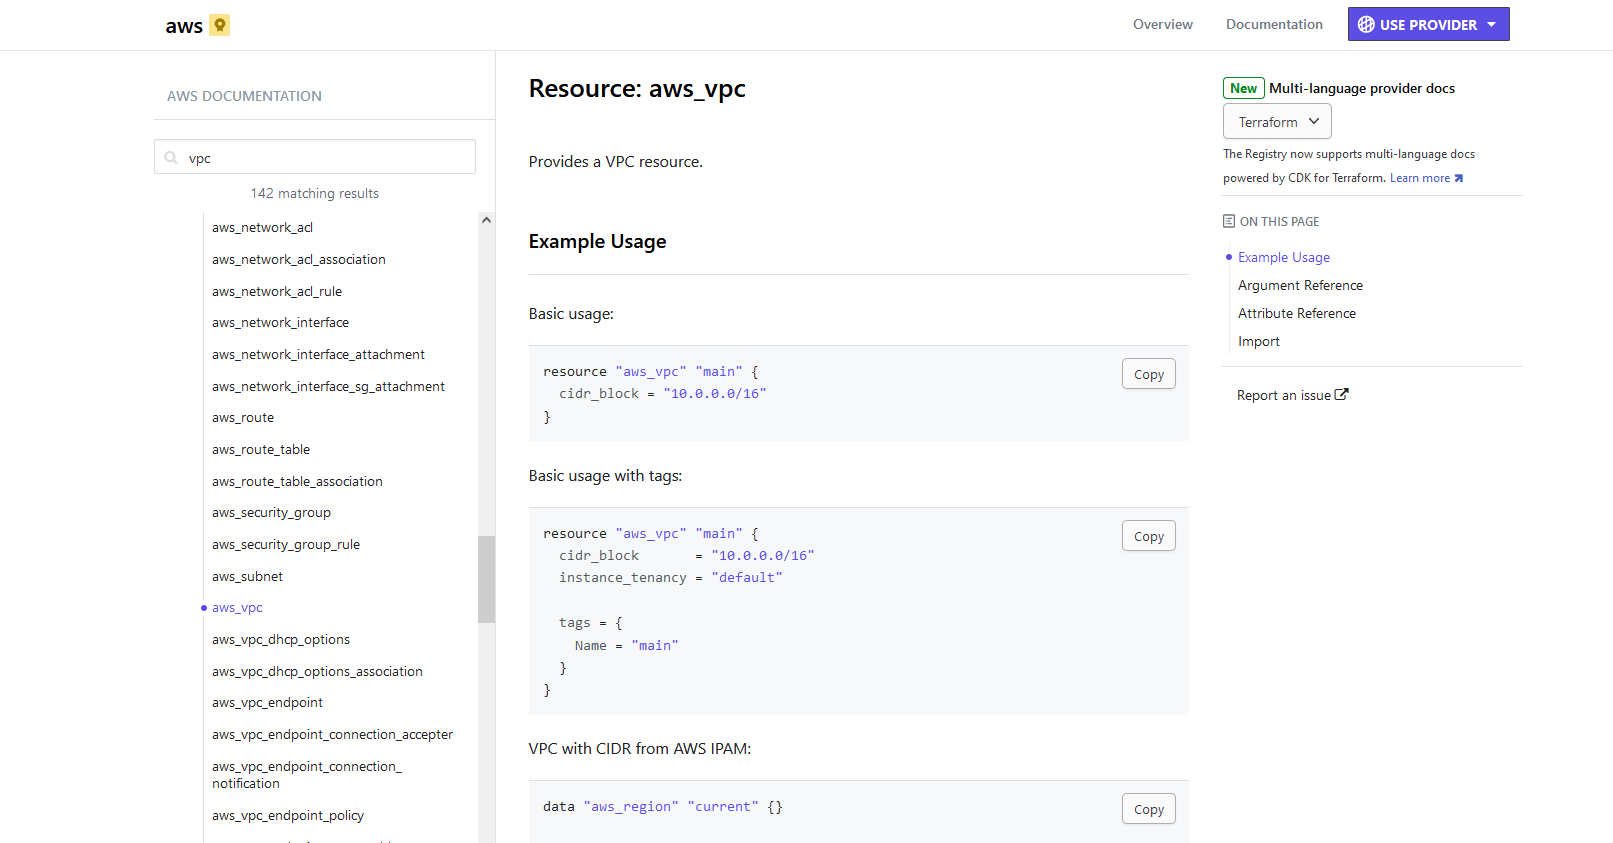 aws
Overview
Documentation
USE PROVIDER
AWS DOCUMENTATION
vpc
142 matching results
aws_network_acl
aws_network_acl_association
aws_network_acl_rule
aws_network_interface
aws_network_interface_attachment
aws_network_interface_sg_attachment
aws_route
aws_route_table
aws_route_table_association
aws_security_group
aws_security_group_rule
aws_subnet
aws_vpc
aws_vpc_dhcp_options
aws_vpc_dhcp_options_association
aws_vpc_endpoint
aws_vpc_endpoint_connection_accepter
aws_vpc_endpoint_connection_
notification
aws_vpc_endpoint_policy
Resource: aws_vpc
Provides a VPC resource.
Example Usage
Basic usage:
resource "aws_vpc" "main" {
  cidr_block = "10.0.0.0/16"
}
Copy
Basic usage with tags:
resource "aws_vpc" "main" {
  cidr_block       = "10.0.0.0/16"
  instance_tenancy = "default"
  tags = {
    Name = "main"
  }
}
Copy
VPC with CIDR from AWS IPAM:
data "aws_region" "current" {}
Copy
New Multi-language provider docs
Terraform
The Registry now supports multi-language docs
powered by CDK for Terraform. Learn more
ON THIS PAGE
Example Usage
Argument Reference
Attribute Reference
Import
Report an issue